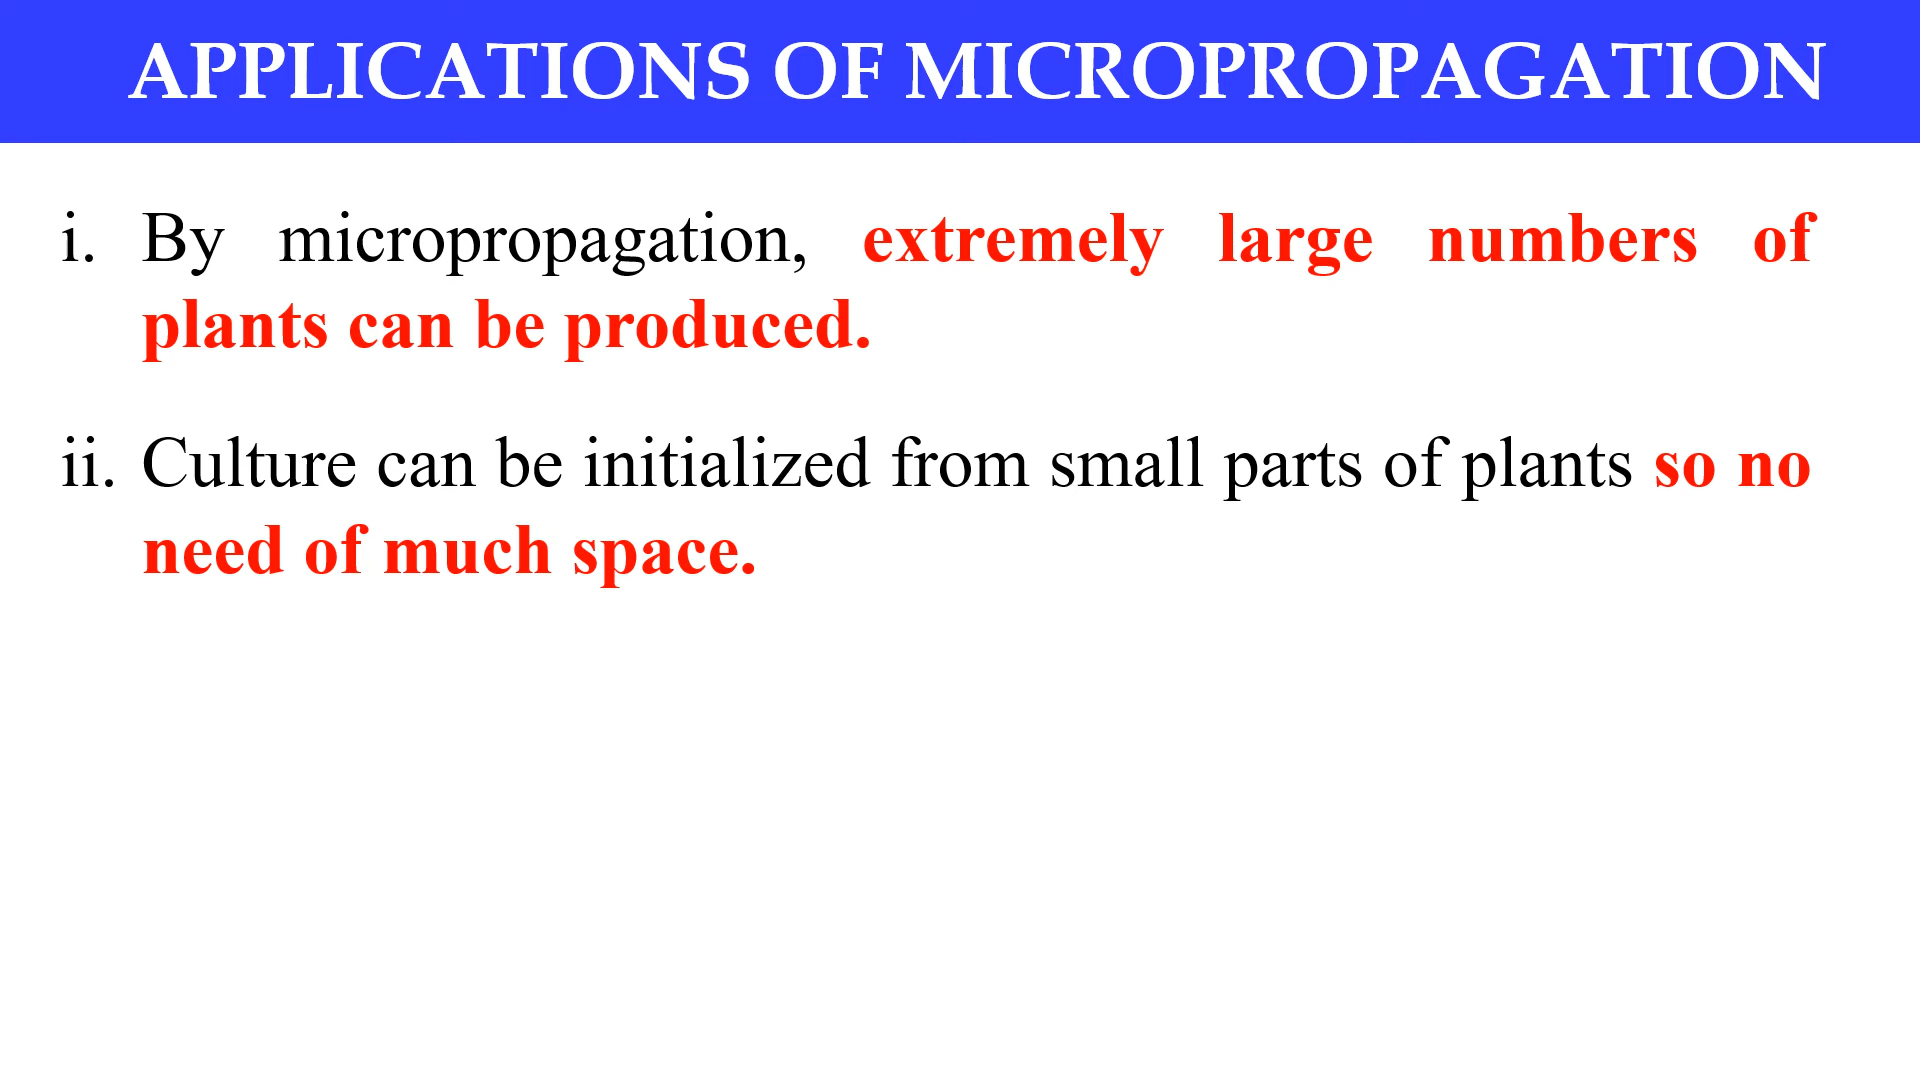 APPLICATIONS OF MICROPROPAGATION
i. By micropropagation, extremely large numbers of
plants can be produced.
ii. Culture can be initialized from small parts of plants so no
need of much space.